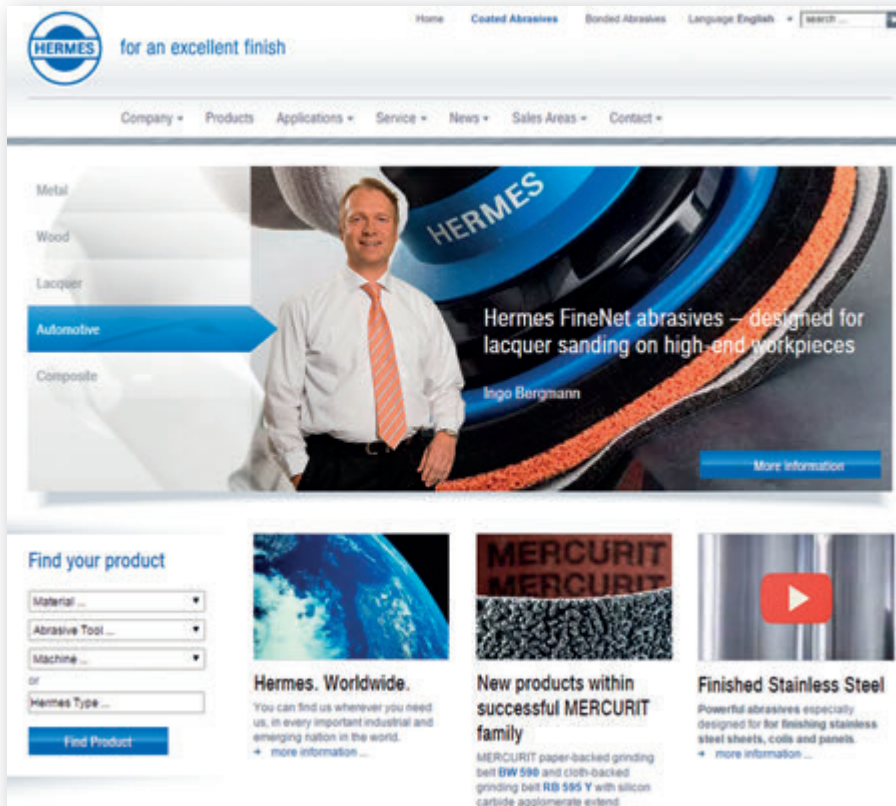 Home Coated Abrasives Bonded Abrasives Language: English search ...
HERMES
for an excellent finish
Company Products Applications Service News Sales Areas Contact
Metal
Wood
Lacquer
Automotive
Composite
HERMES
Hermes FineNet abrasives – designed for
lacquer sanding on high-end workpieces
Ingo Bergmann
More information
Find your product
Material ...
Abrasive Tool ...
Machine ...
or
Hermes Type ...
Find Product
Hermes. Worldwide.
You can find us wherever you need
us, in every important industrial and
emerging nation in the world.
more information ...
MERCURIT
MERCURIT
New products within
successful MERCURIT
family
MERCURIT paper-backed grinding
belt BW 590 and cloth-backed
grinding belt RB 595 Y with silicon
carbide agglomerate extend
Finished Stainless Steel
Powerful abrasives especially
designed for for finishing stainless
steel sheets, coils and panels.
more information ...